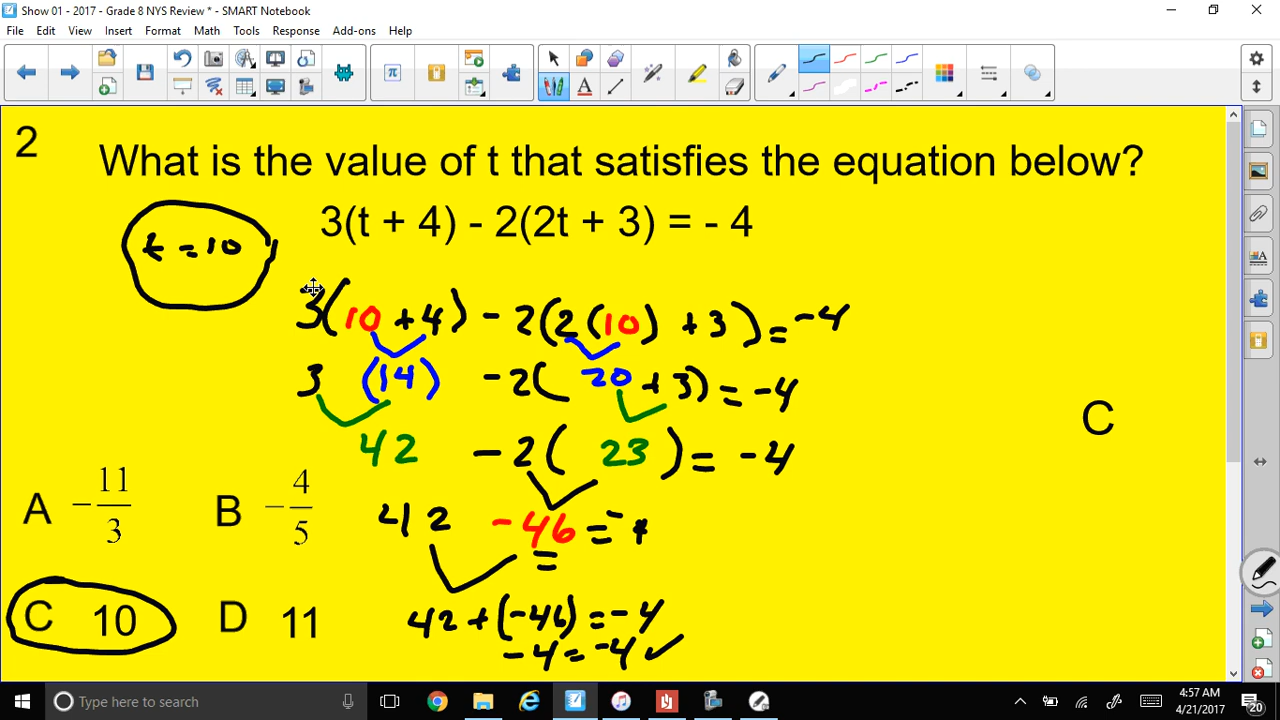 Show 01 - 2017 - Grade 8 NYS Review * - SMART Notebook
File Edit View Insert Format Math Tools Response Add-ons Help
2
What is the value of t that satisfies the equation below?
3(t + 4) - 2(2t + 3) = - 4
t = 10
3(10 + 4) - 2(2(10) + 3) = -4
3 (14) -2( 20 + 3) = -4
42 - 2( 23 ) = -4
C
42 -46 = -4
A -11/3
B -4/5
C 10
D 11
42 + (-46) = -4
-4 = -4 ✓
Type here to search
4:57 AM
4/21/2017
20